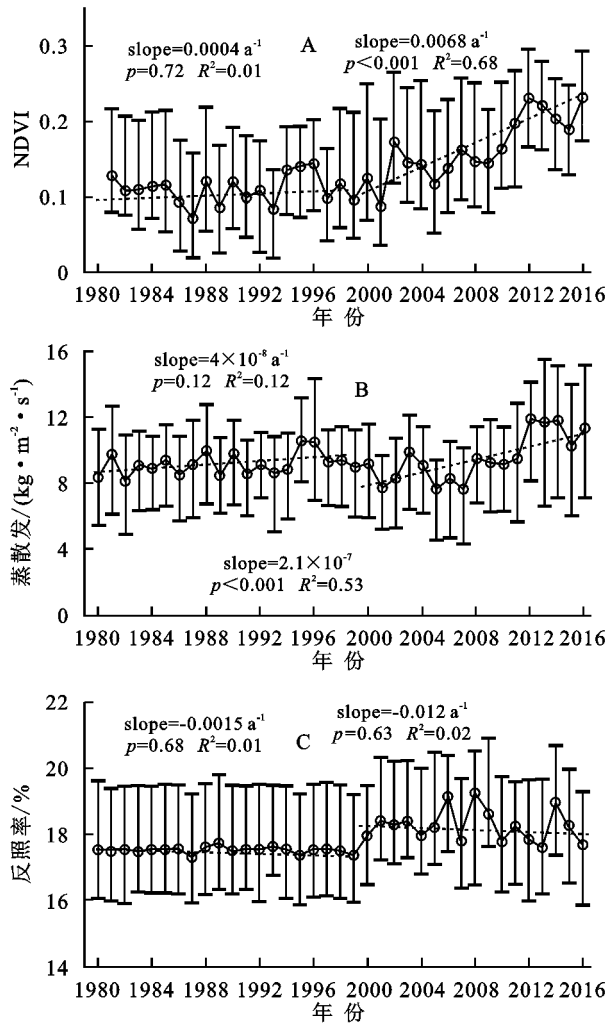 slope=0.0004 a⁻¹
p=0.72 R²=0.01
A
slope=0.0068 a⁻¹
p<0.001 R²=0.68
NDVI
0.3
0.2
0.1
0
1980 1984 1988 1992 1996 2000 2004 2008 2012 2016
年 份
slope=4×10⁻⁸ a⁻¹
p=0.12 R²=0.12
B
slope=2.1×10⁻⁷
p<0.001 R²=0.53
蒸散发/(kg·m⁻²·s⁻¹)
16
12
8
4
0
1980 1984 1988 1992 1996 2000 2004 2008 2012 2016
年 份
slope=-0.0015 a⁻¹
p=0.68 R²=0.01
C
slope=-0.012 a⁻¹
p=0.63 R²=0.02
反照率/%
22
20
18
16
14
1980 1984 1988 1992 1996 2000 2004 2008 2012 2016
年 份